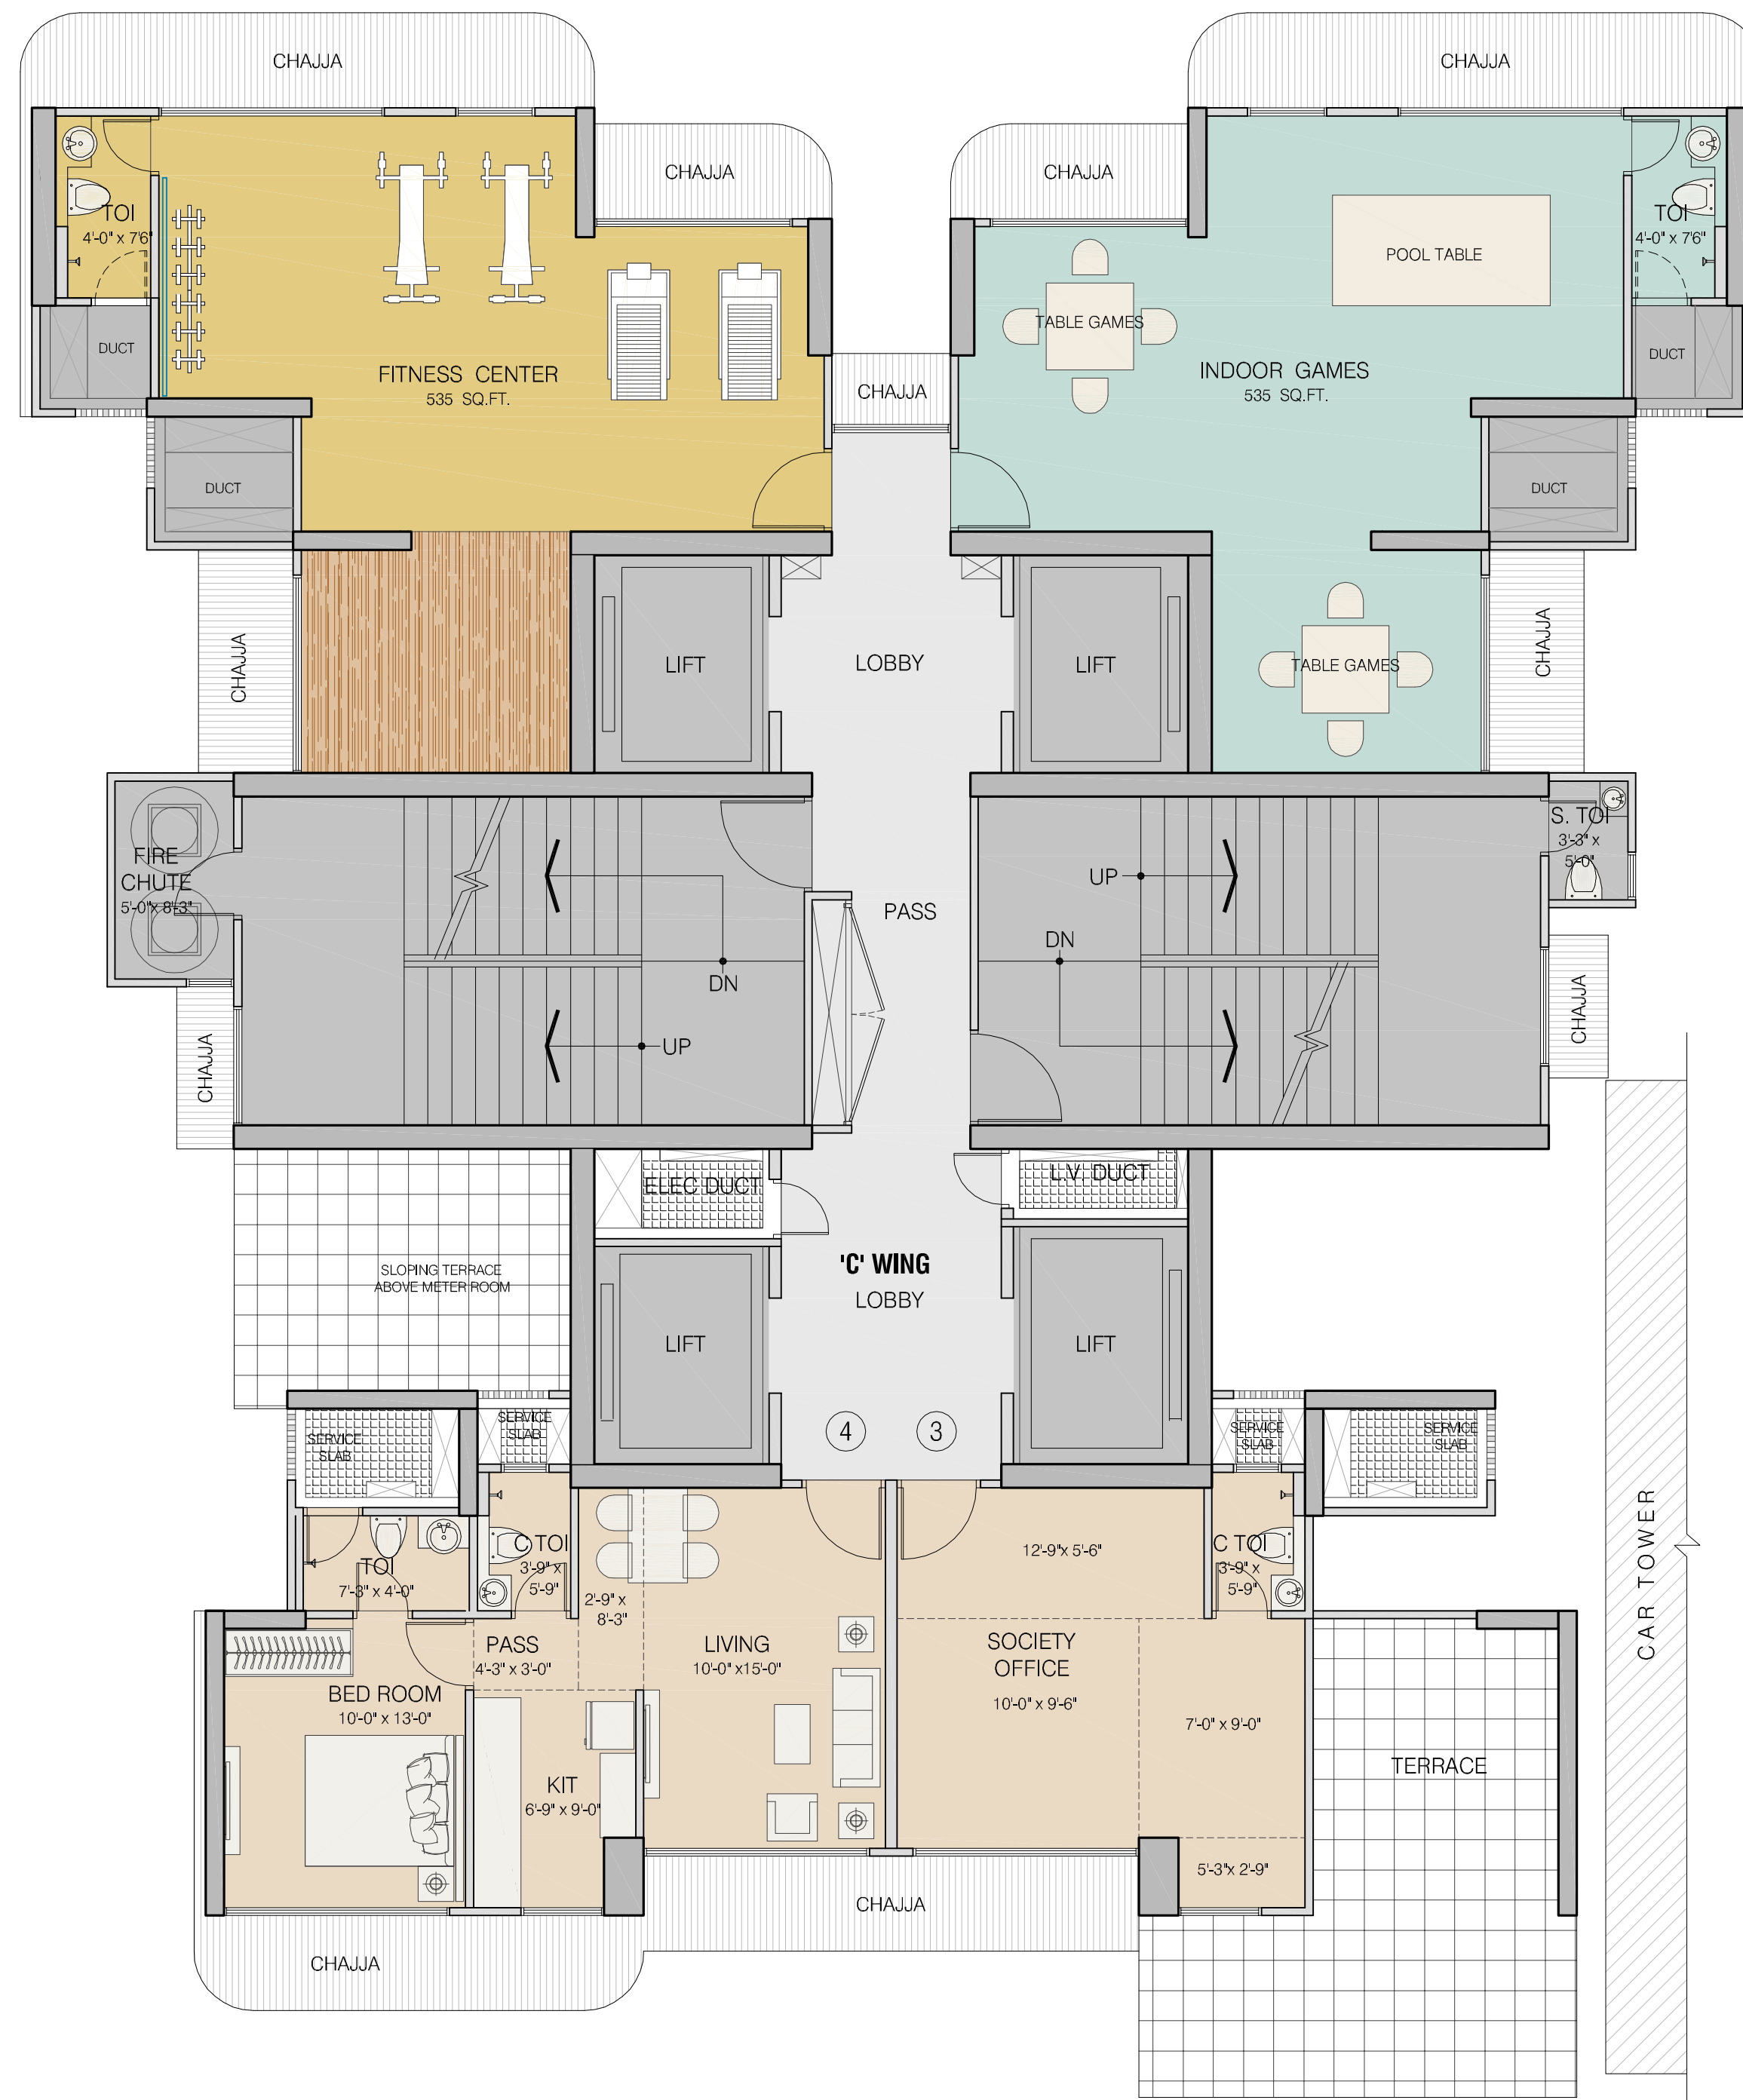 CHAJJA
CHAJJA
CHAJJA
CHAJJA
TOI
4'-0" x 7'6"
TOI
4'-0" x 7'6"
POOL TABLE
TABLE GAMES
DUCT
DUCT
FITNESS CENTER
535 SQ.FT.
CHAJJA
INDOOR GAMES
535 SQ.FT.
DUCT
DUCT
CHAJJA
LIFT
LOBBY
LIFT
TABLE GAMES
CHAJJA
FIRE
CHUTE
5'-0"x 8'-3"
S. TOI
3'-3" x
5'-0"
UP
PASS
DN
DN
UP
CHAJJA
CHAJJA
ELEC DUCT
L.V. DUCT
SLOPING TERRACE
ABOVE METER ROOM
'C' WING
LOBBY
LIFT
LIFT
4
3
SERVICE
SLAB
SERVICE
SLAB
SERVICE
SLAB
SERVICE
SLAB
CAR TOWER
TOI
7'-3" x 4'-0"
C TOI
3'-9" x
5'-9"
2'-9" x
8'-3"
12'-9"x 5'-6"
C TOI
3'-9" x
5'-9"
PASS
4'-3" x 3'-0"
LIVING
10'-0" x15'-0"
SOCIETY
OFFICE
10'-0" x 9'-6"
BED ROOM
10'-0" x 13'-0"
7'-0" x 9'-0"
KIT
6'-9" x 9'-0"
TERRACE
5'-3"x 2'-9"
CHAJJA
CHAJJA